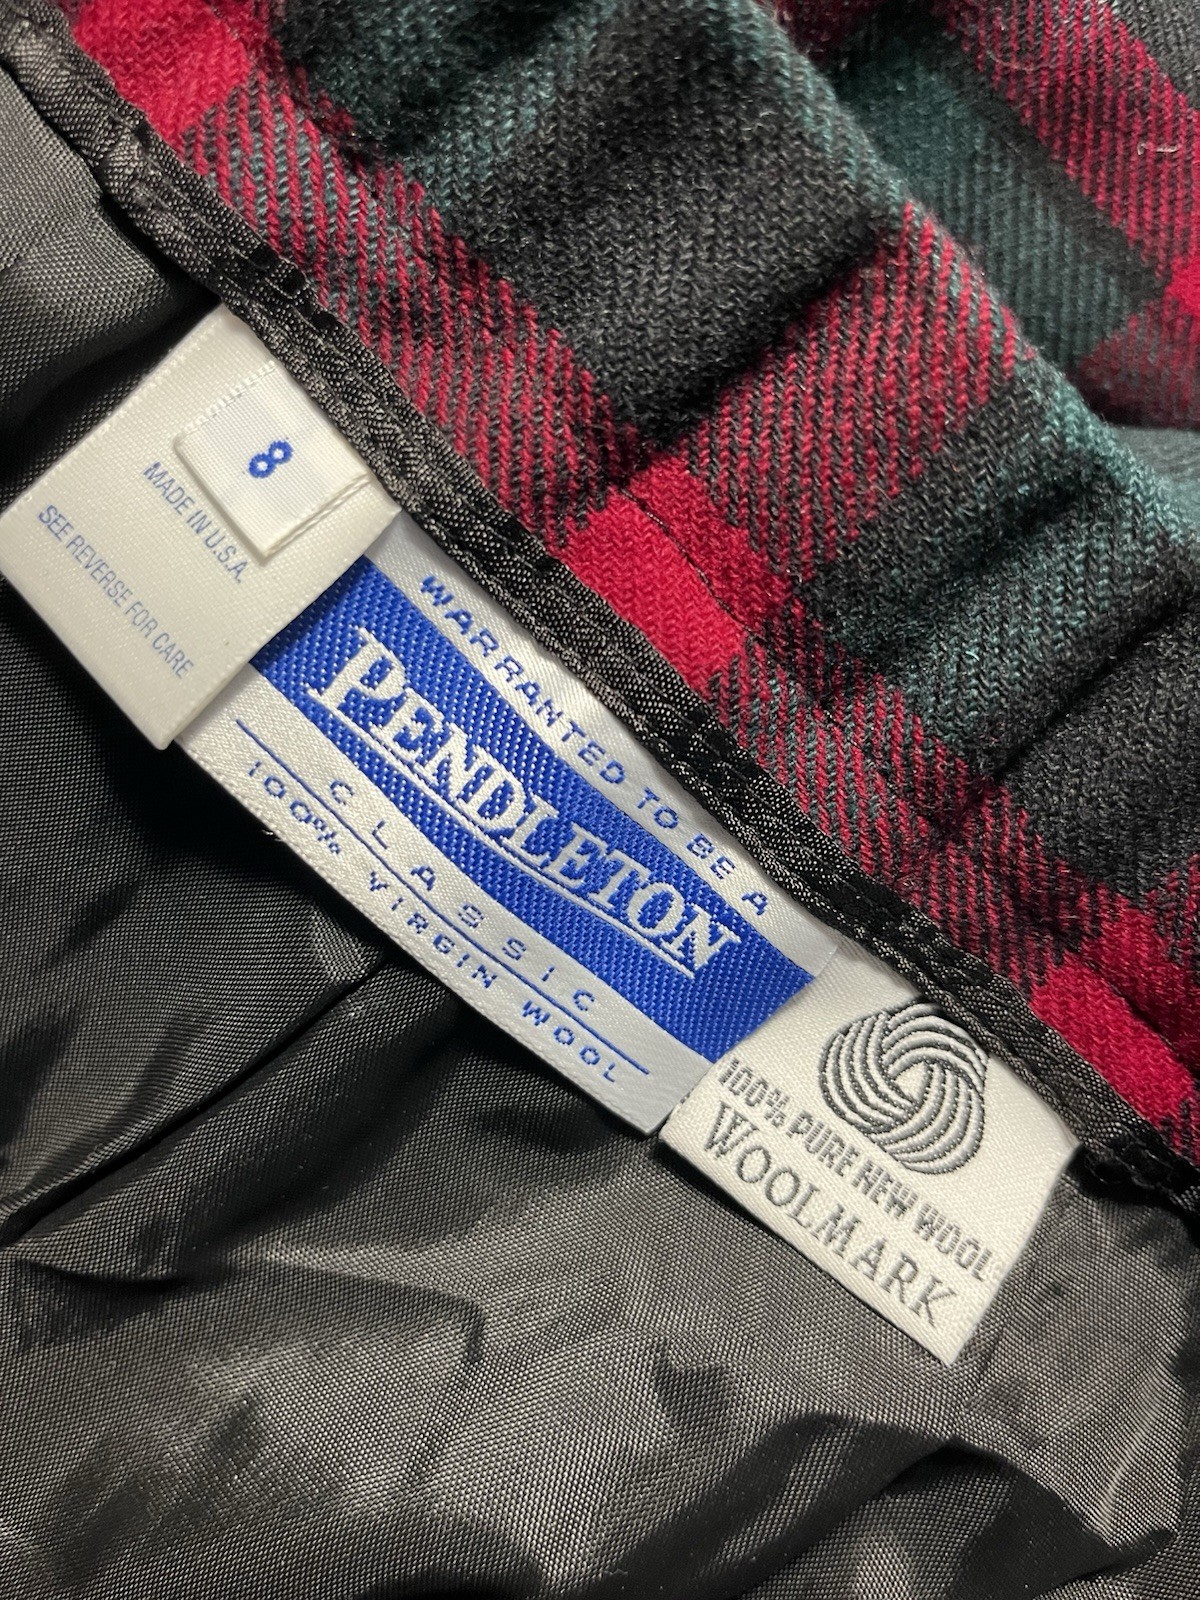 8
MADE IN U.S.A.
SEE REVERSE FOR CARE
WARRANTED TO BE A
PENDLETON
CLASSIC
100% VIRGIN WOOL
100% PURE NEW WOOL
WOOLMARK